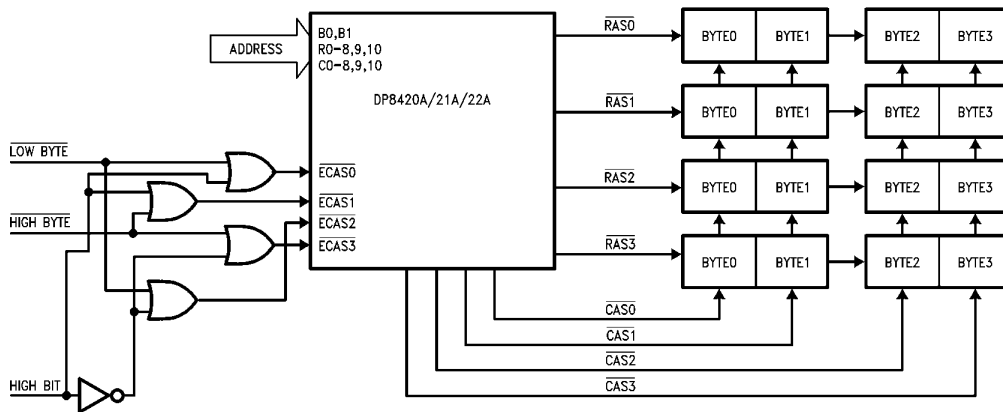 ADDRESS
B0,B1
R0-8,9,10
C0-8,9,10
DP8420A/21A/22A
LOW BYTE
HIGH BYTE
HIGH BIT
ECAS0
ECAS1
ECAS2
ECAS3
RAS0
BYTE0 BYTE1 BYTE2 BYTE3
RAS1
BYTE0 BYTE1 BYTE2 BYTE3
RAS2
BYTE0 BYTE1 BYTE2 BYTE3
RAS3
BYTE0 BYTE1 BYTE2 BYTE3
CAS0
CAS1
CAS2
CAS3